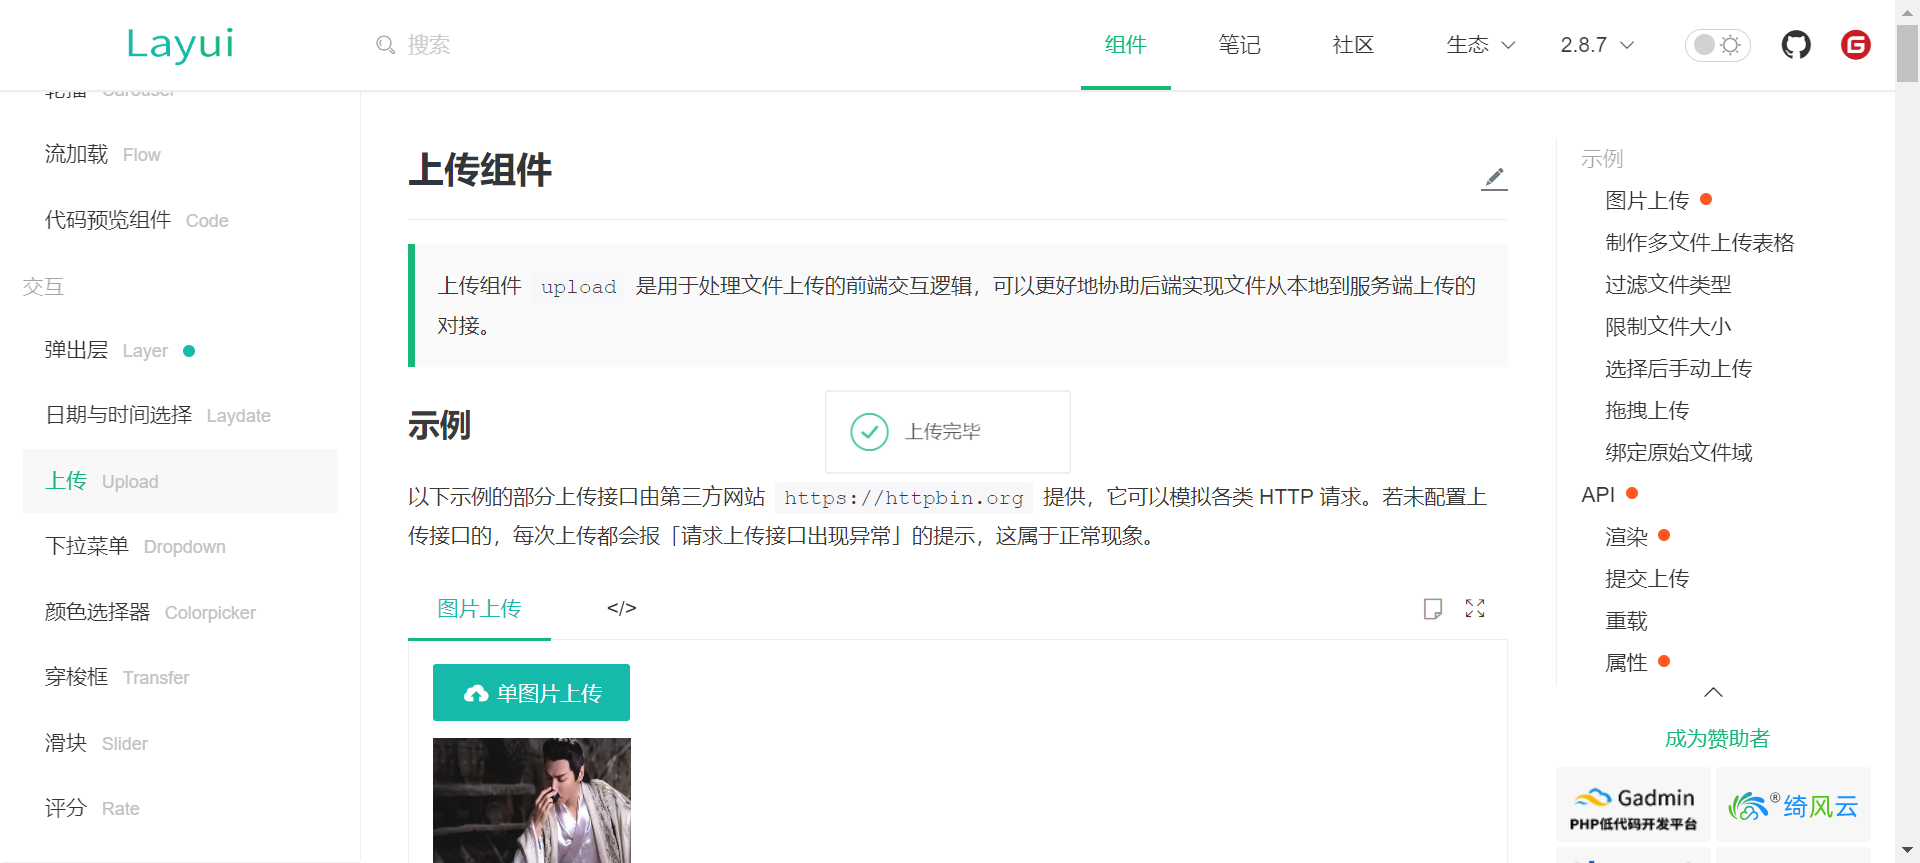 Layui
搜索
组件
笔记
社区
生态
2.8.7
轮播 Carousel
流加载 Flow
代码预览组件 Code
交互
弹出层 Layer
日期与时间选择 Laydate
上传 Upload
下拉菜单 Dropdown
颜色选择器 Colorpicker
穿梭框 Transfer
滑块 Slider
评分 Rate
上传组件
上传组件 upload 是用于处理文件上传的前端交互逻辑，可以更好地协助后端实现文件从本地到服务端上传的
对接。
示例
上传完毕
以下示例的部分上传接口由第三方网站 https://httpbin.org 提供，它可以模拟各类 HTTP 请求。若未配置上
传接口的，每次上传都会报「请求上传接口出现异常」的提示，这属于正常现象。
图片上传
</>
单图片上传
示例
图片上传
制作多文件上传表格
过滤文件类型
限制文件大小
选择后手动上传
拖拽上传
绑定原始文件域
API
渲染
提交上传
重载
属性
成为赞助者
Gadmin
PHP低代码开发平台
®绮风云